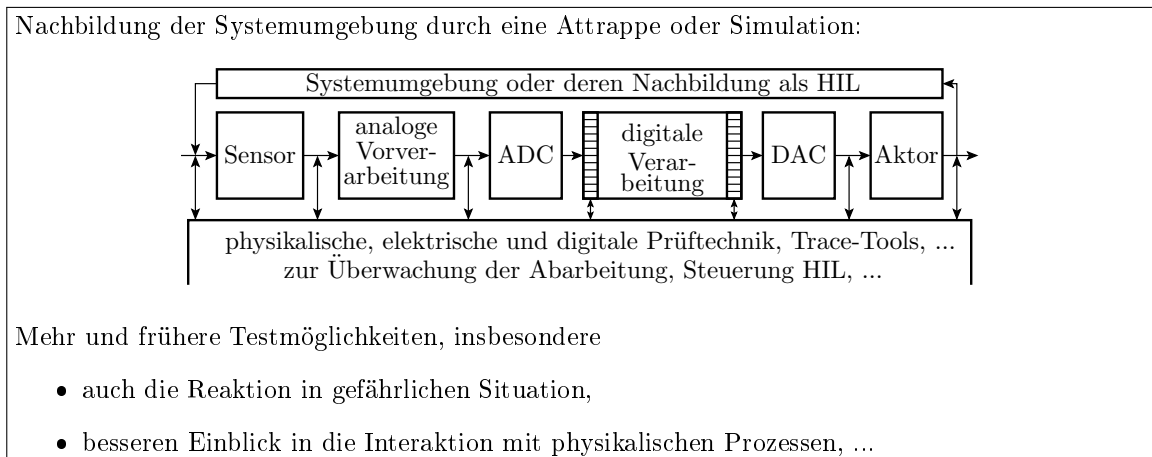 Nachbildung der Systemumgebung durch eine Attrappe oder Simulation:
Systemumgebung oder deren Nachbildung als HIL
Sensor
analoge
Vorver-
arbeitung
ADC
digitale
Verar-
beitung
DAC
Aktor
physikalische, elektrische und digitale Prüftechnik, Trace-Tools, ...
zur Überwachung der Abarbeitung, Steuerung HIL, ...
Mehr und frühere Testmöglichkeiten, insbesondere
• auch die Reaktion in gefährlichen Situation,
• besseren Einblick in die Interaktion mit physikalischen Prozessen, ...